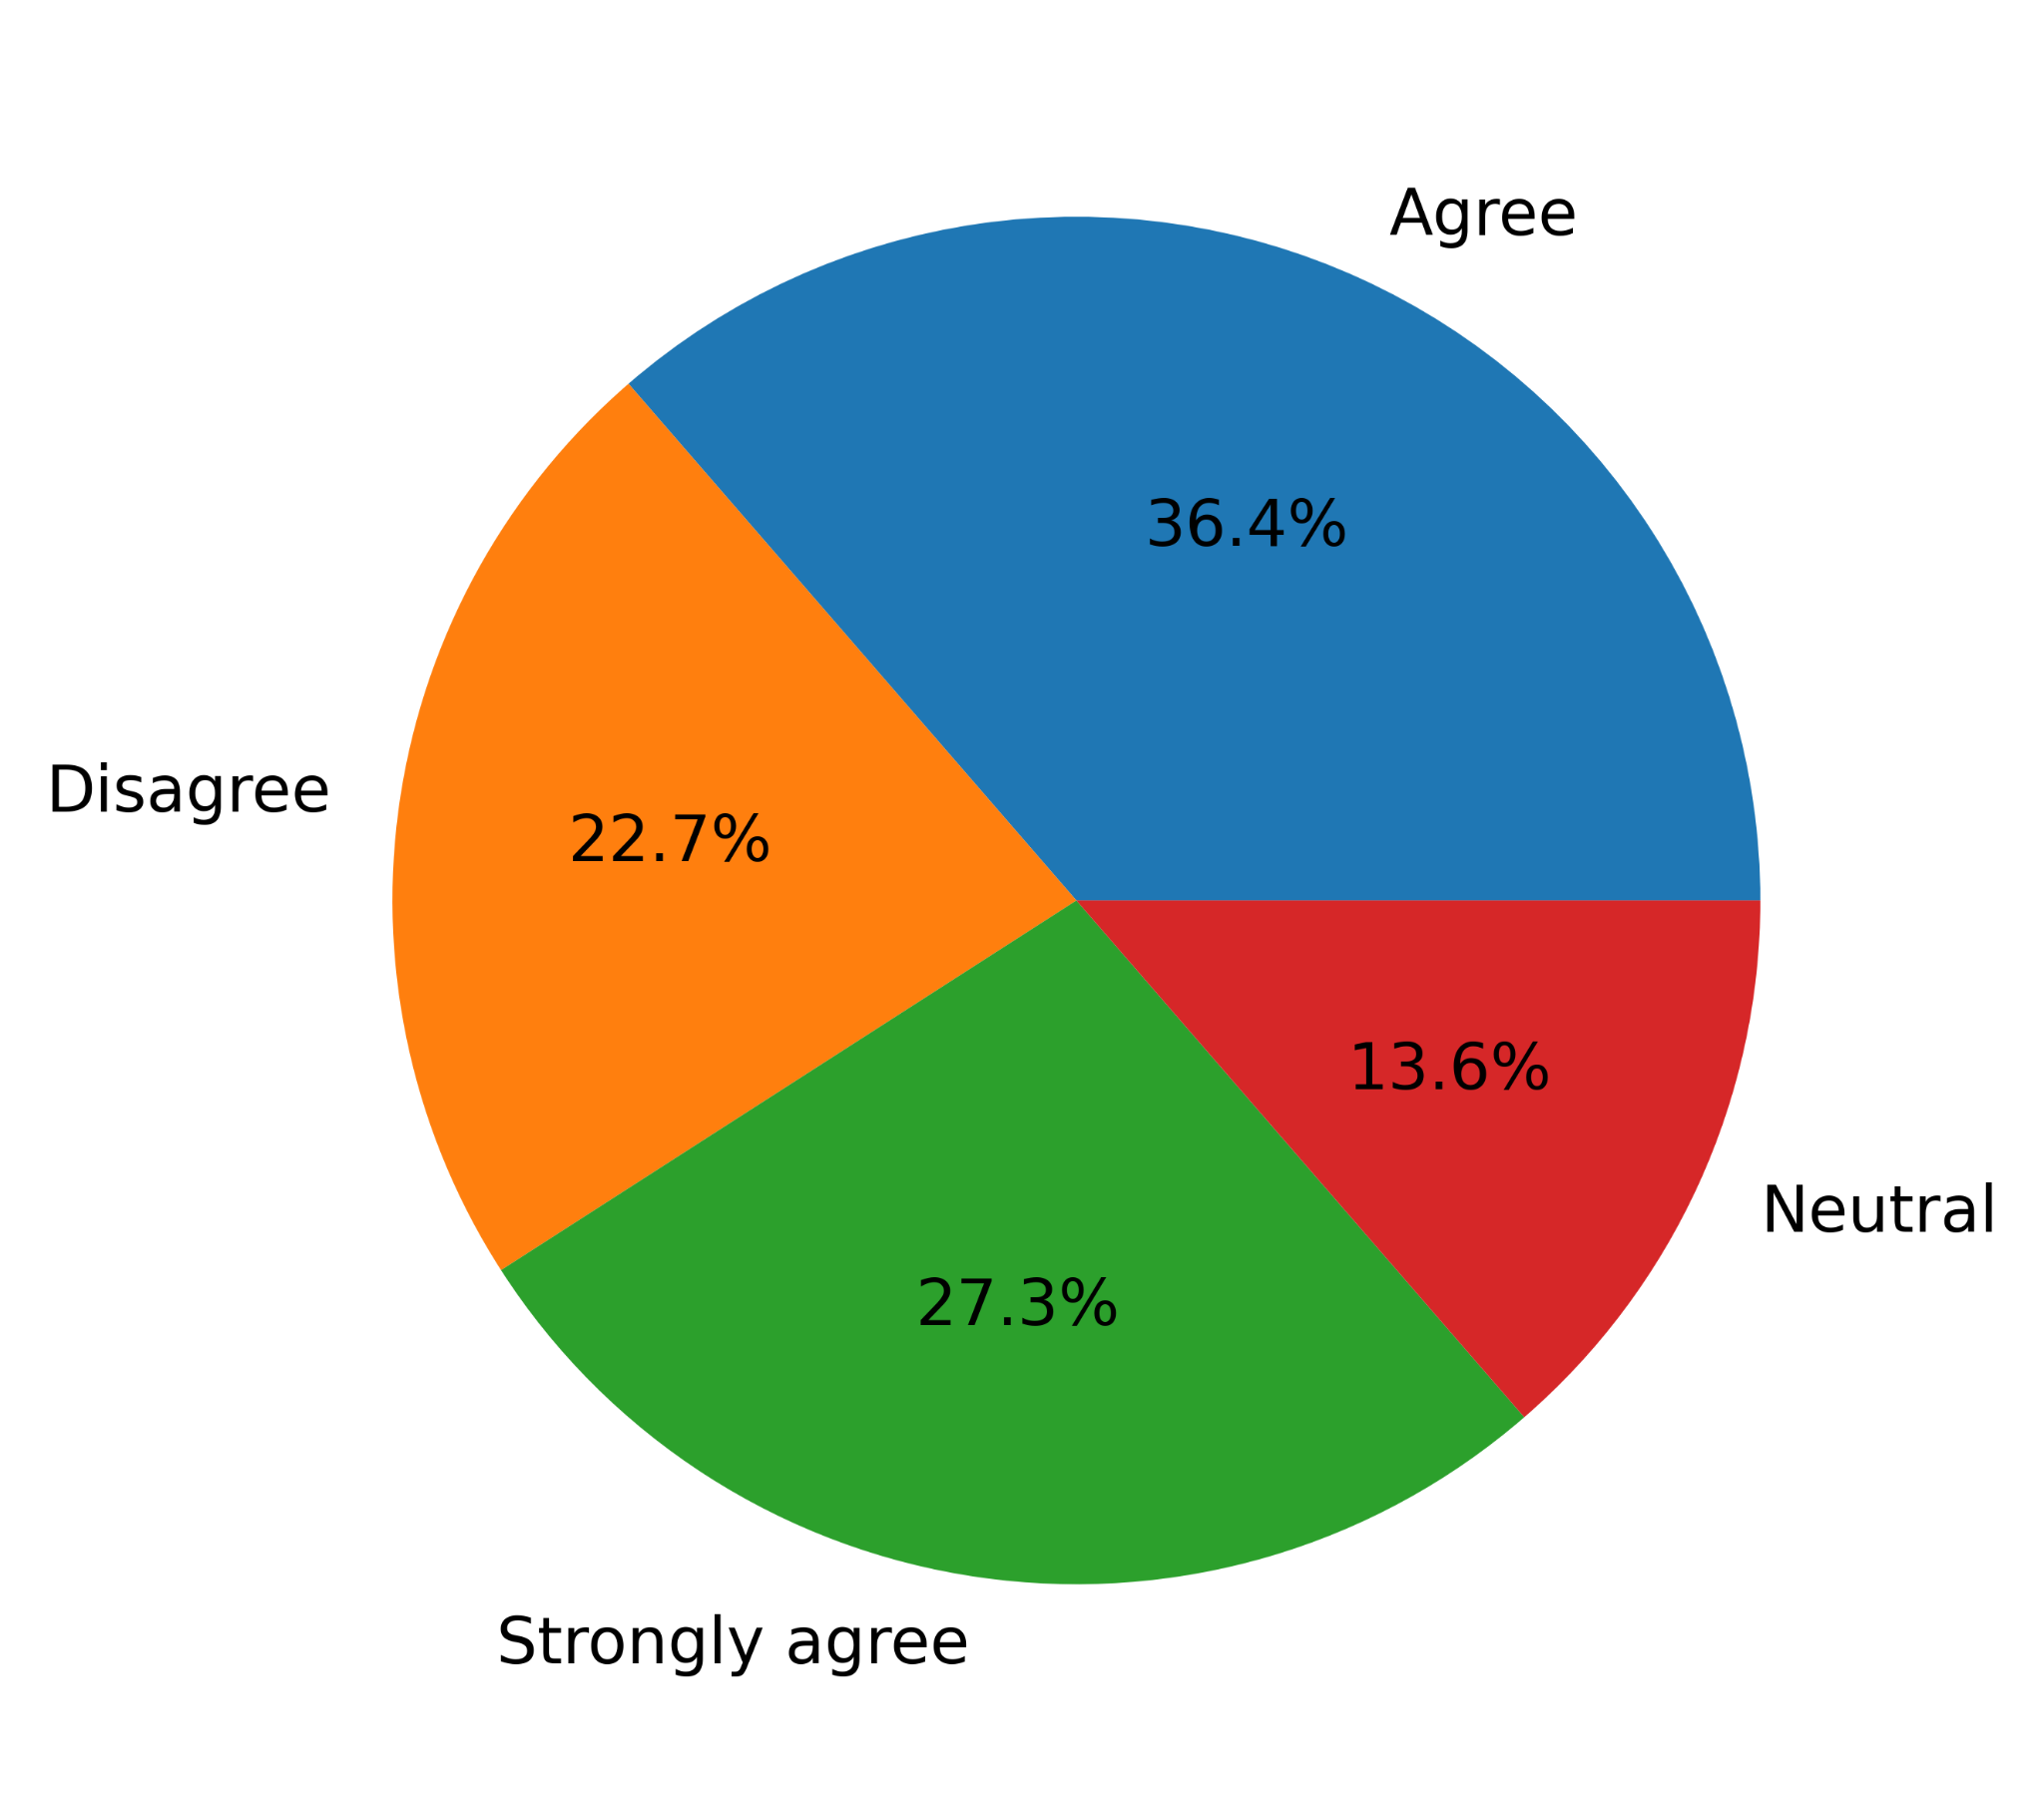 Agree
36.4%
Disagree
22.7%
13.6%
Neutral
27.3%
Strongly agree